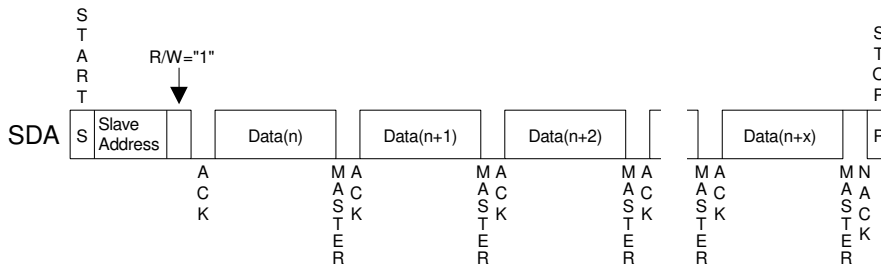 START
R/W="1"
STOP
SDA
S
Slave
Address
Data(n)
Data(n+1)
Data(n+2)
Data(n+x)
P
ACK
MASTER
ACK
MASTER
ACK
MASTER
ACK
MASTER
ACK
MASTER
NACK